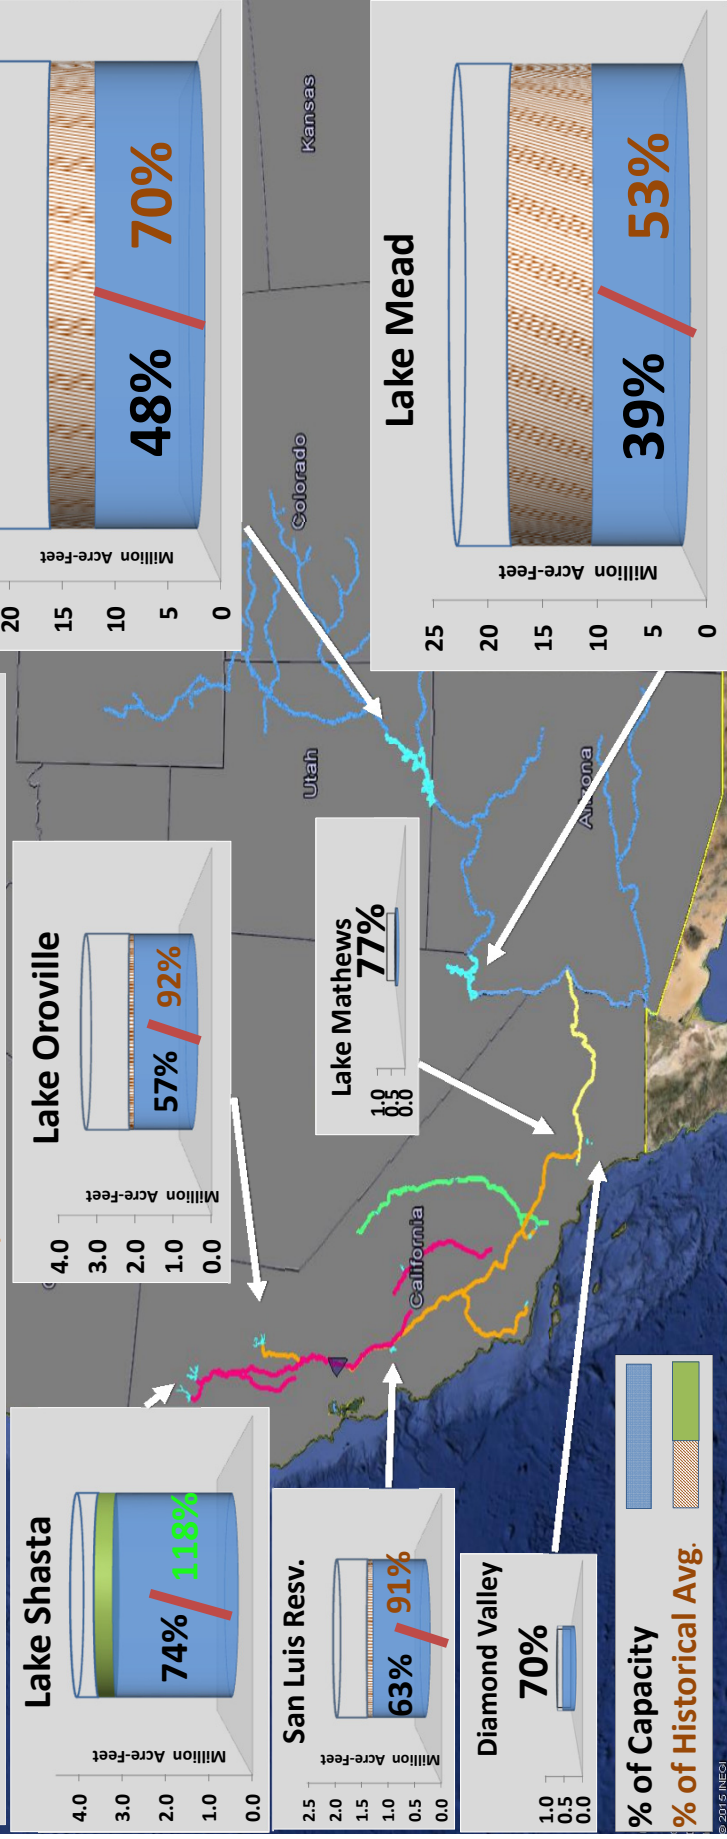 Lake Shasta
Million Acre-Feet
4.0
3.0
2.0
1.0
0.0
74%
118%
San Luis Resv.
Million Acre-Feet
2.5
2.0
1.5
1.0
0.5
0.0
63%
91%
Diamond Valley
1.0
0.5
0.0
70%
% of Capacity
% of Historical Avg.
© 2015 INEGI
Lake Oroville
Million Acre-Feet
4.0
3.0
2.0
1.0
0.0
57%
92%
Lake Mathews
1.0
0.5
0.0
77%
California
Utah
Arizona
Colorado
Kansas
Million Acre-Feet
20
15
10
5
0
48%
70%
Lake Mead
Million Acre-Feet
25
20
15
10
5
0
39%
53%